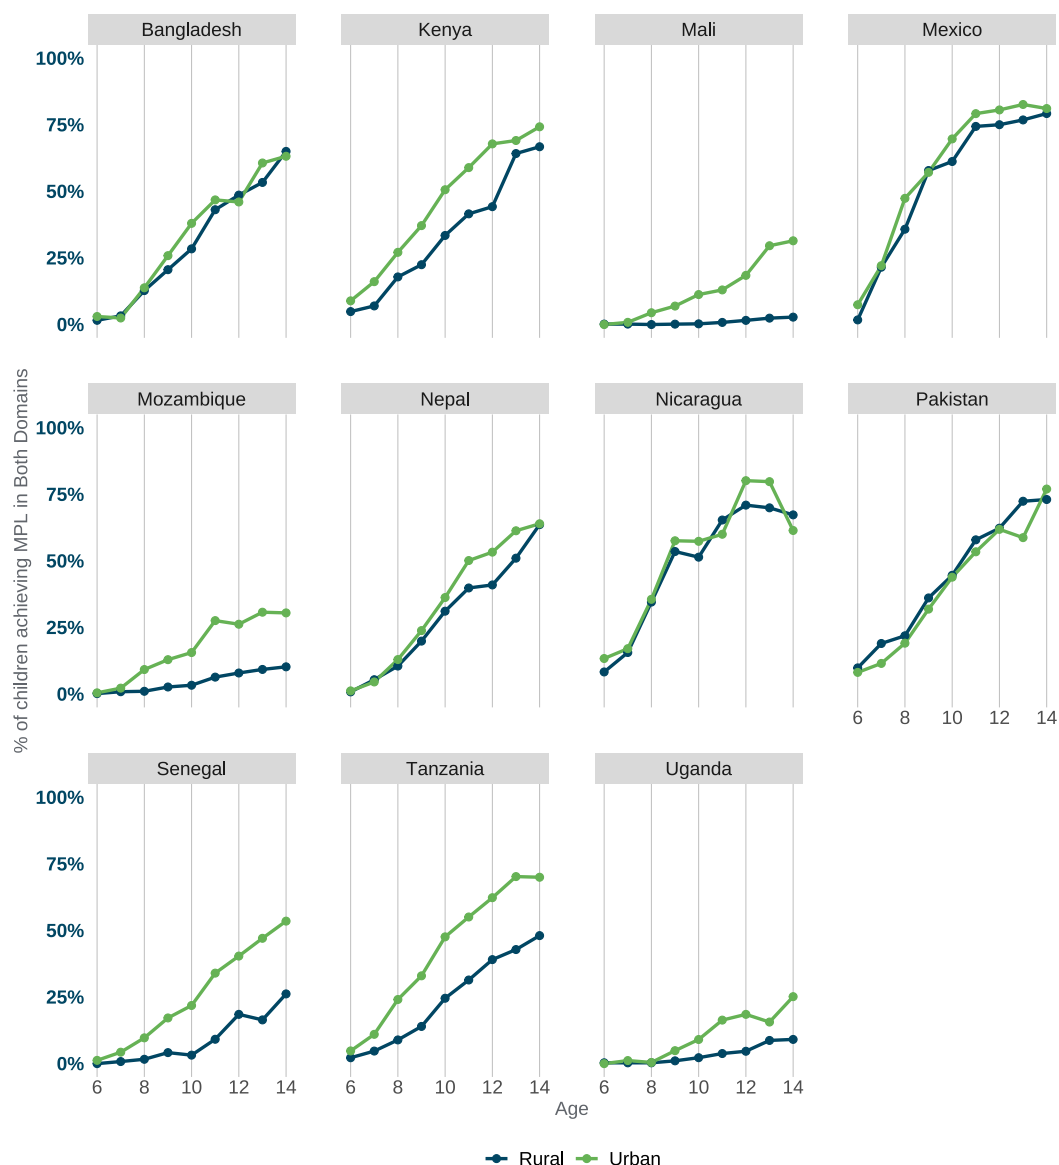 Bangladesh Kenya Mali Mexico
100%
75%
50%
25%
0%
% of children achieving MPL in Both Domains
Mozambique Nepal Nicaragua Pakistan
100%
75%
50%
25%
0%
6 8 10 12 14
Senegal Tanzania Uganda
100%
75%
50%
25%
0%
6 8 10 12 14 6 8 10 12 14 6 8 10 12 14
Age
Rural Urban